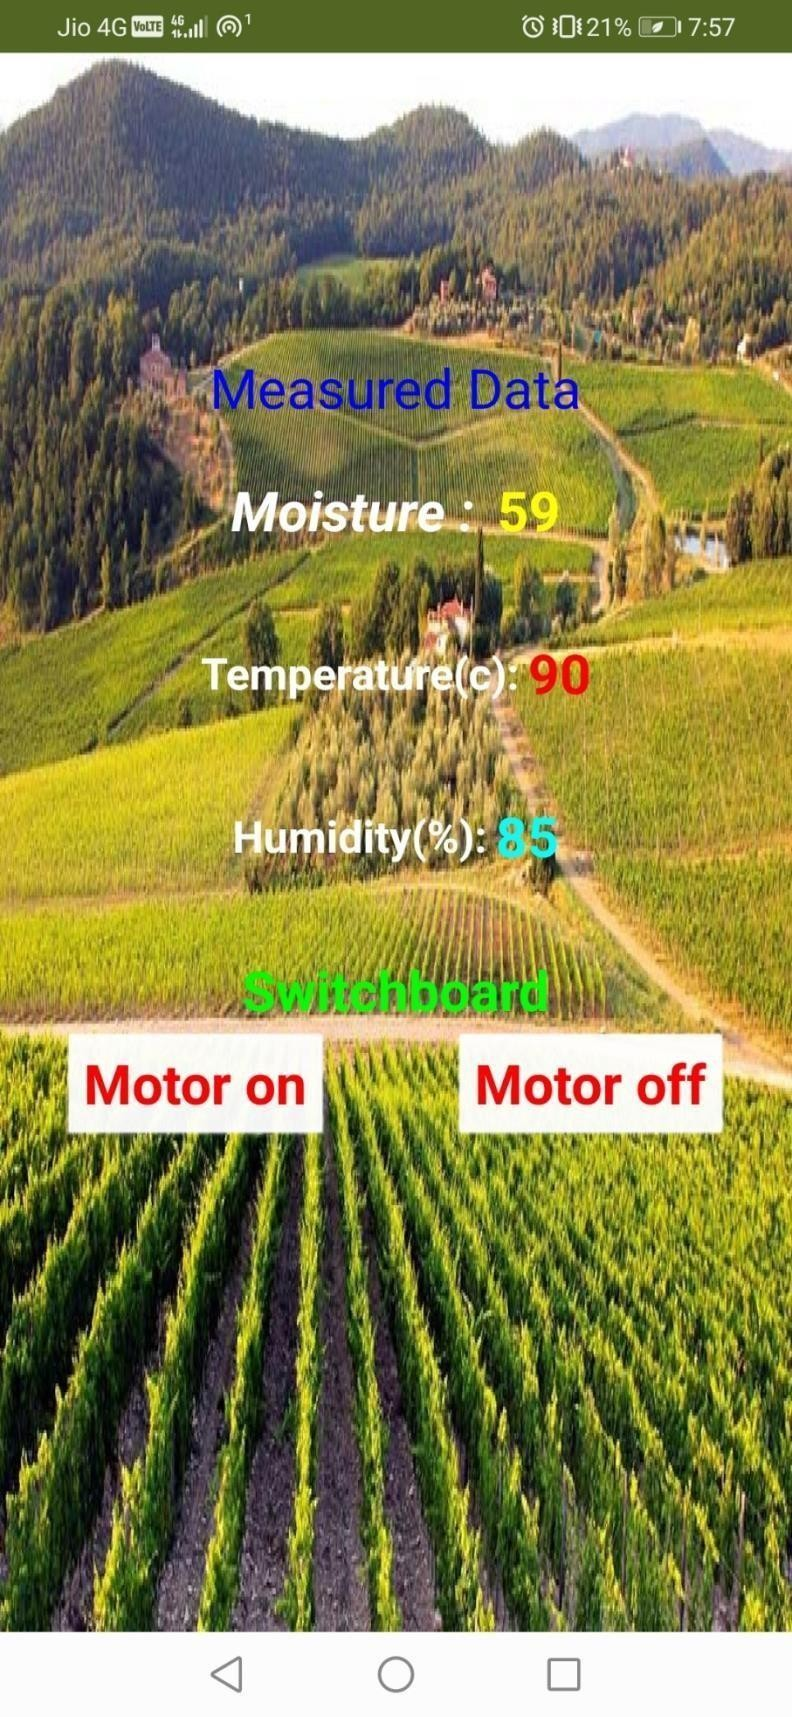 Jio 4G VoLTE 4G 1 21% 7:57
Measured Data
Moisture : 59
Temperature(c): 90
Humidity(%): 85
Switchboard
Motor on Motor off